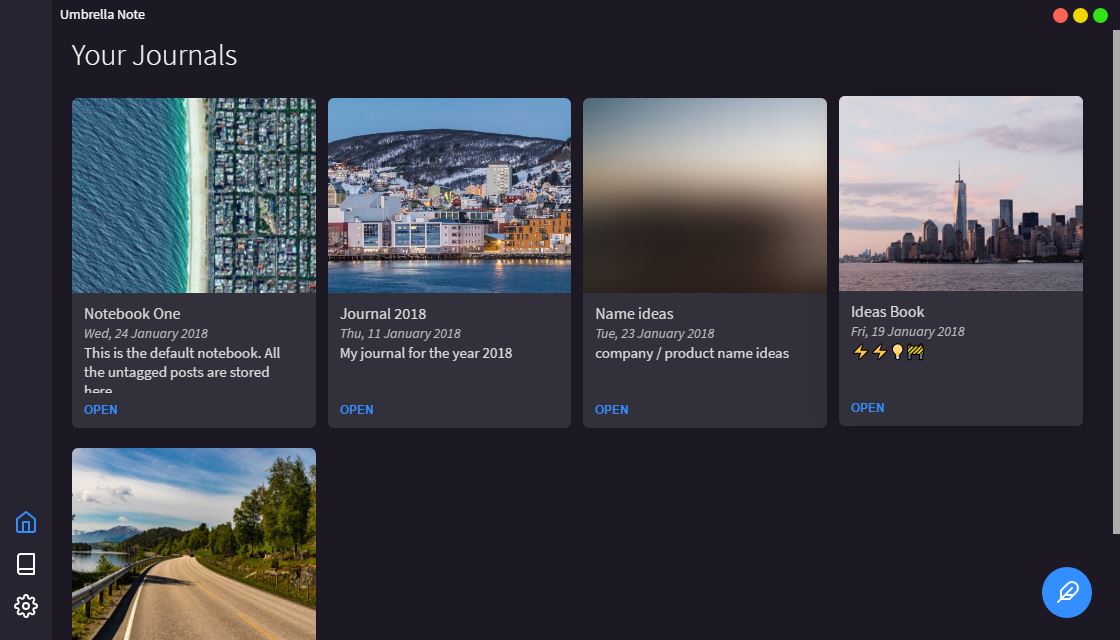 Umbrella Note
Your Journals
Notebook One
Wed, 24 January 2018
This is the default notebook. All
the untagged posts are stored
here
OPEN
Journal 2018
Thu, 11 January 2018
My journal for the year 2018
OPEN
Name ideas
Tue, 23 January 2018
company / product name ideas
OPEN
Ideas Book
Fri, 19 January 2018
⚡⚡💡🚧
OPEN